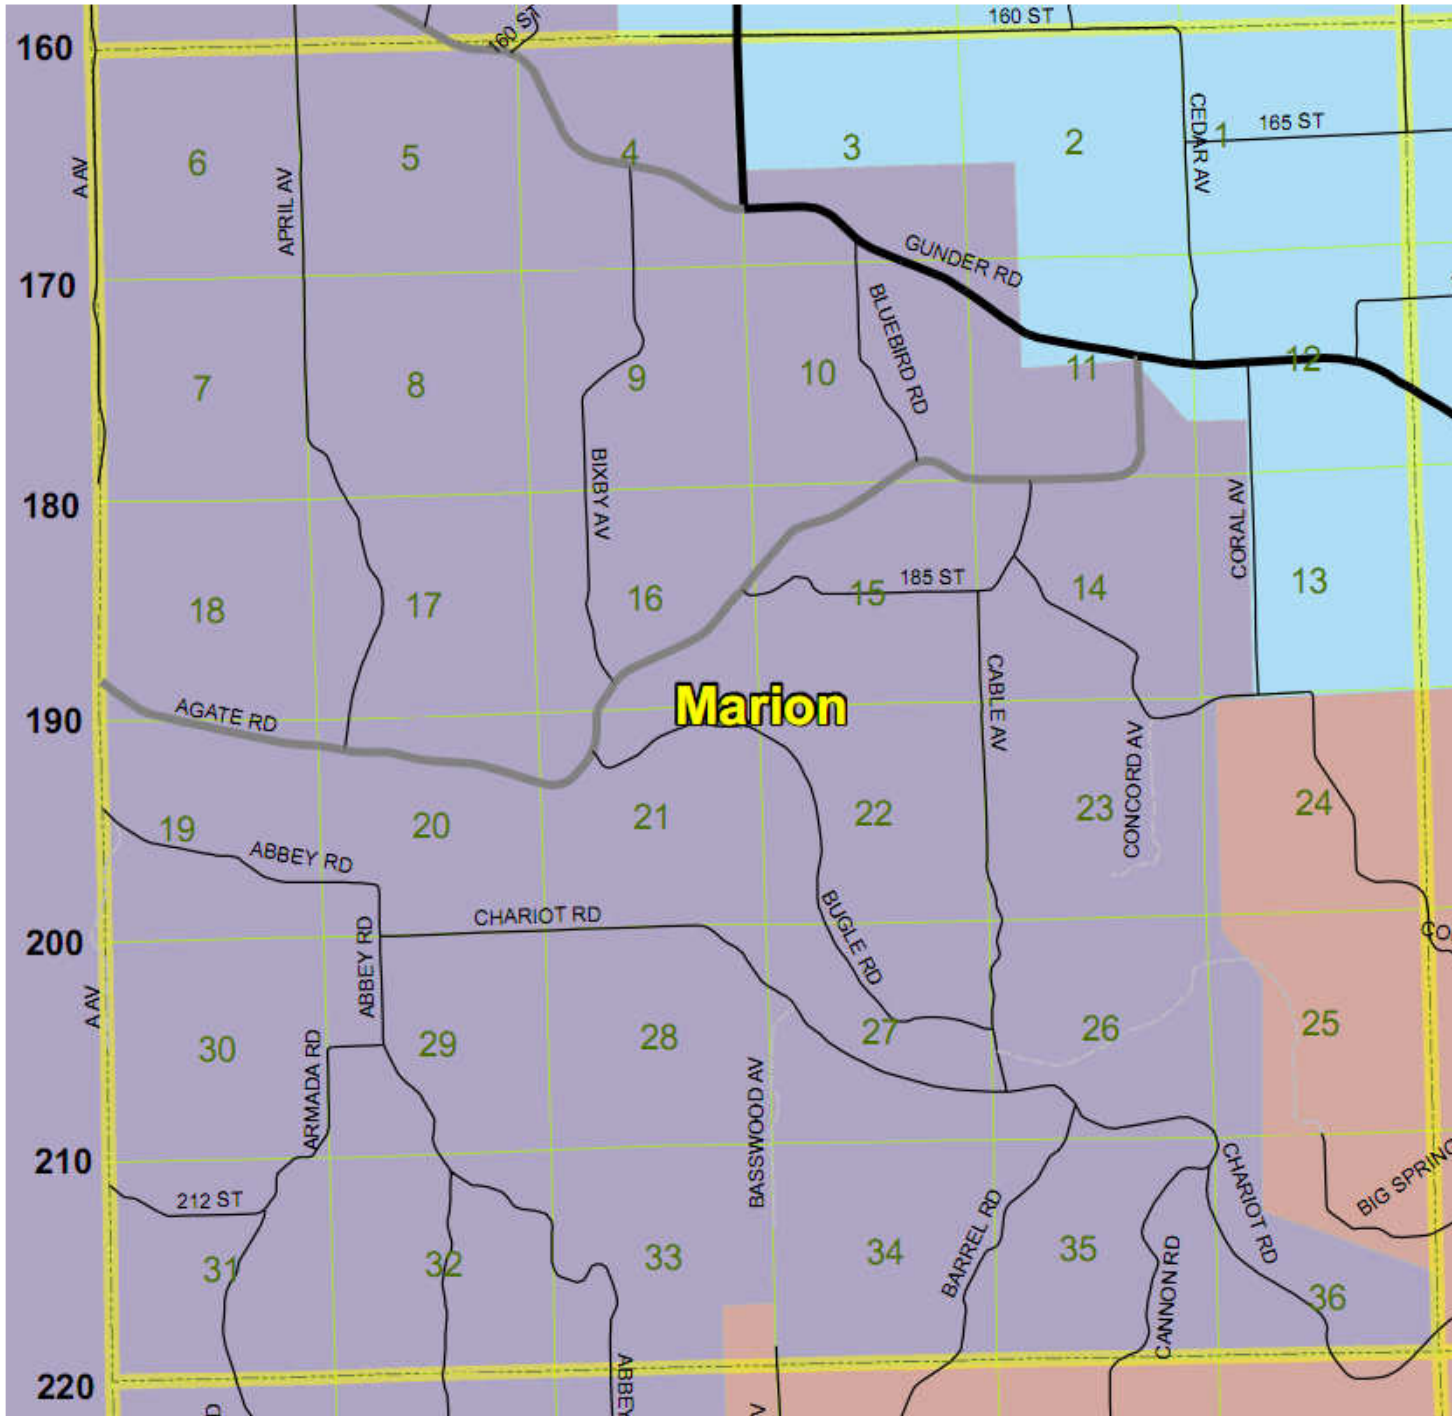 160 ST
160 ST
160
CEDAR AV
165 ST
1
2
3
4
5
6
A AV
APRIL AV
GUNDER RD
170
BLUEBIRD RD
12
11
10
9
8
7
BIXBY AV
180
CORAL AV
185 ST
13
14
15
16
17
18
Marion
CABLE AV
AGATE RD
190
CONCORD AV
24
23
22
21
20
19
ABBEY RD
CHARIOT RD
BUGLE RD
ABBEY RD
200
CO
A AV
25
26
27
28
29
30
ARMADA RD
BASSWOOD AV
210
BIG SPRING
212 ST
CHARIOT RD
BARREL RD
CANNON RD
36
35
34
33
32
31
ABBEY
220
D
V